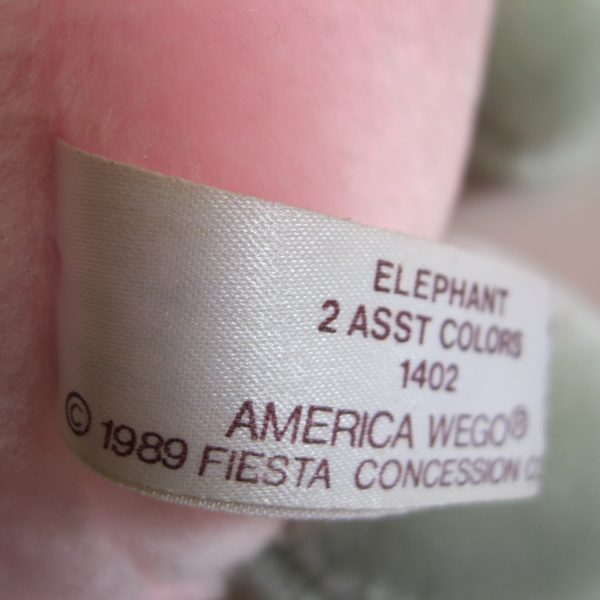 ELEPHANT
2 ASST COLORS
1402
AMERICA WEGO®
© 1989 FIESTA CONCESSION